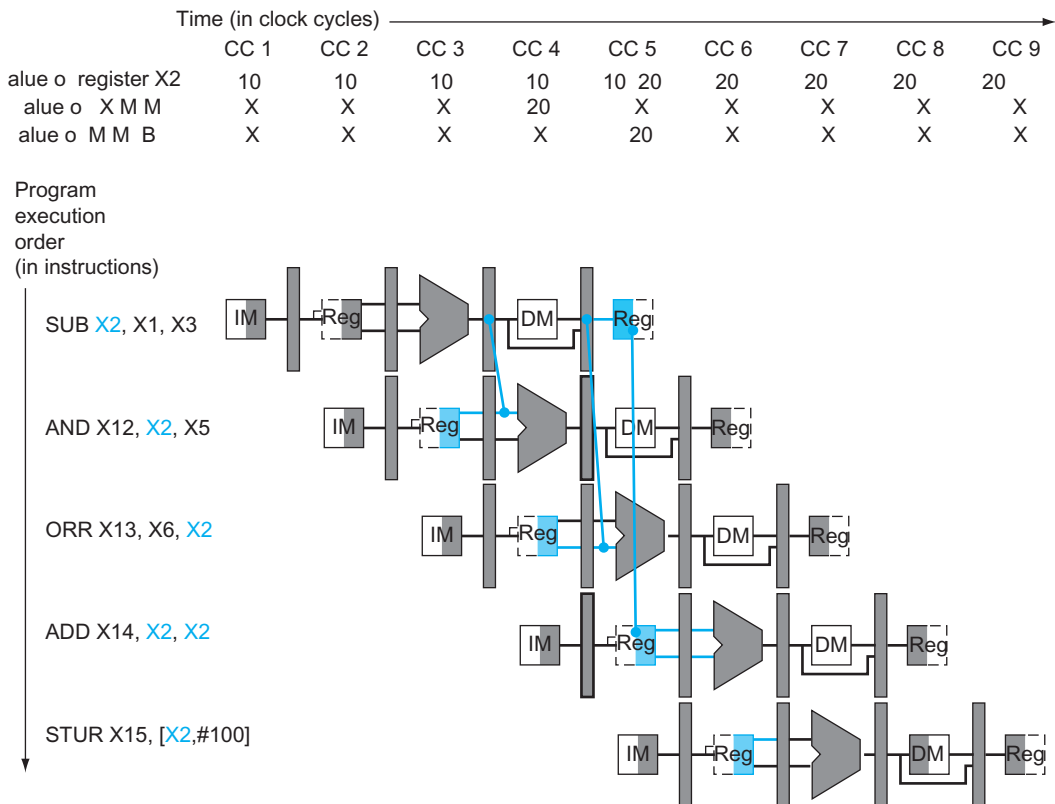 Time (in clock cycles)
CC 1 CC 2 CC 3 CC 4 CC 5 CC 6 CC 7 CC 8 CC 9
alue o register X2 10 10 10 10 10 20 20 20 20 20
alue o X M M X X X 20 X X X X X
alue o M M B X X X X 20 X X X X
Program
execution
order
(in instructions)
SUB X2, X1, X3 IM Reg DM Reg
AND X12, X2, X5 IM Reg DM Reg
ORR X13, X6, X2 IM Reg DM Reg
ADD X14, X2, X2 IM Reg DM Reg
STUR X15, [X2,#100] IM Reg DM Reg